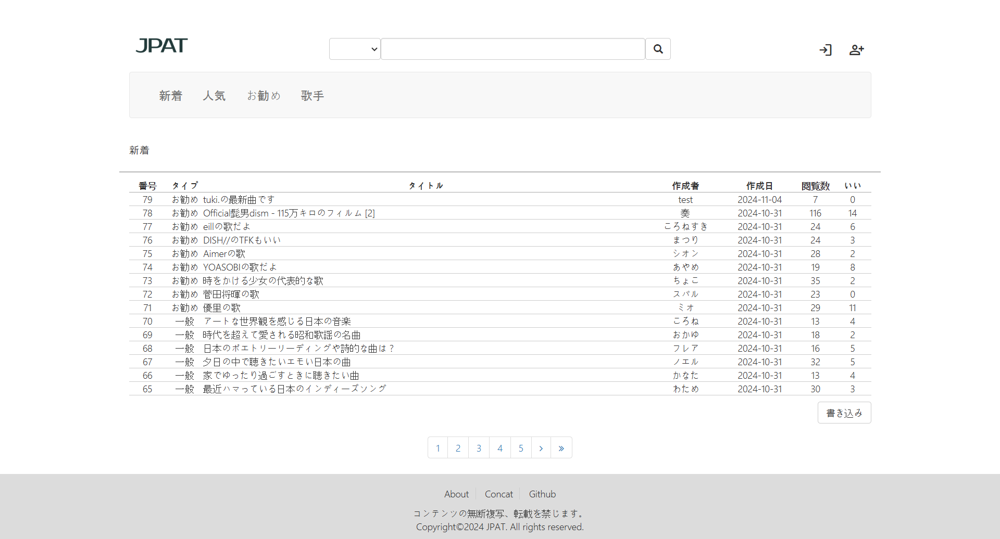 JPAT
新着 人気 お勧め 歌手
新着
番号 タイプ タイトル 作成者 作成日 閲覧数 いい
79 お勧め tuki.の最新曲です test 2024-11-04 7 0
78 お勧め Official髭男dism - 115万キロのフィルム [2] 奏 2024-10-31 116 14
77 お勧め eillの歌だよ ころねすき 2024-10-31 24 6
76 お勧め DISH//のTFKもいい まつり 2024-10-31 24 3
75 お勧め Aimerの歌 シオン 2024-10-31 28 2
74 お勧め YOASOBIの歌だよ あやめ 2024-10-31 19 8
73 お勧め 時をかける少女の代表的な歌 ちょこ 2024-10-31 35 2
72 お勧め 菅田将暉の歌 スバル 2024-10-31 23 0
71 お勧め 優里の歌 ミオ 2024-10-31 29 11
70 一般 アートな世界観を感じる日本の音楽 ころね 2024-10-31 13 4
69 一般 時代を超えて愛される昭和歌謡の名曲 おかゆ 2024-10-31 18 2
68 一般 日本のポエトリーリーディングや詩的な曲は？ フレア 2024-10-31 16 5
67 一般 夕日の中で聴きたいエモい日本の曲 ノエル 2024-10-31 32 5
66 一般 家でゆったり過ごすときに聴きたい曲 かなた 2024-10-31 13 4
65 一般 最近ハマっている日本のインディーズソング わため 2024-10-31 30 3
書き込み
1 2 3 4 5 › »
About Concat Github
コンテンツの無断複写、転載を禁じます。
Copyright©2024 JPAT. All rights reserved.